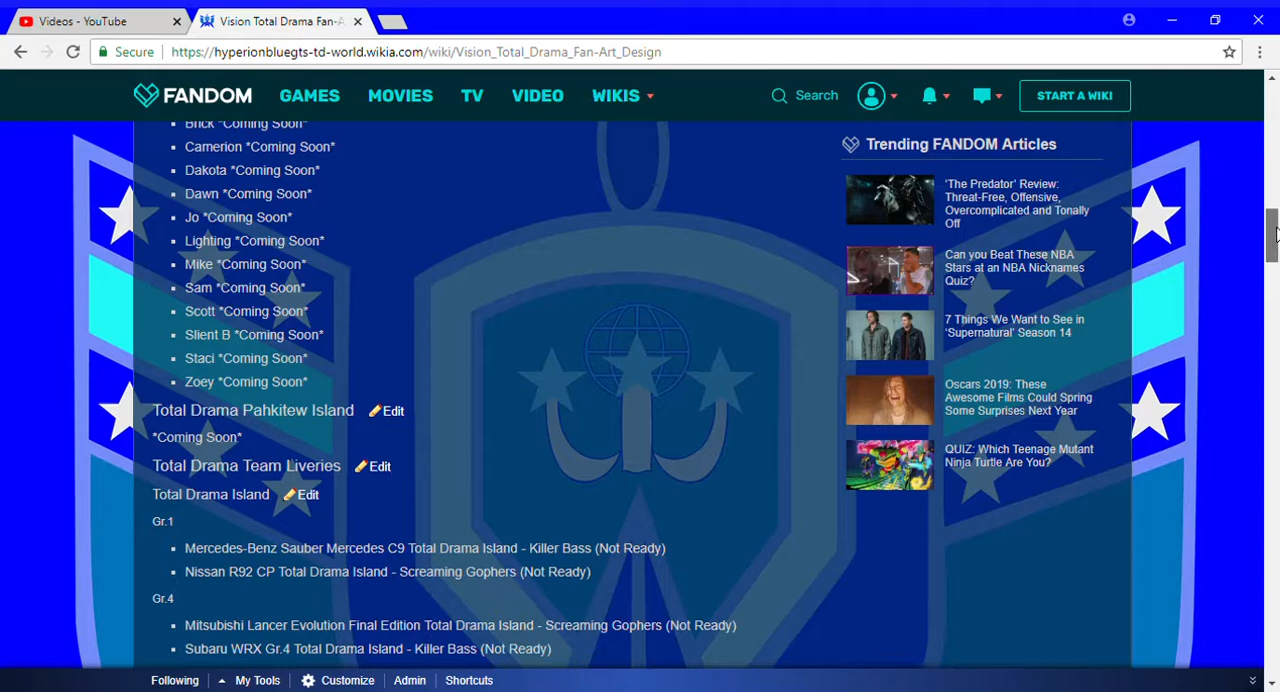 Videos - YouTube
Vision Total Drama Fan-A
Secure
https://hyperionbluegts-td-world.wikia.com/wiki/Vision_Total_Drama_Fan-Art_Design
FANDOM
GAMES
MOVIES
TV
VIDEO
WIKIS
Search
START A WIKI
Brick *Coming Soon*
Camerion *Coming Soon*
Dakota *Coming Soon*
Dawn *Coming Soon*
Jo *Coming Soon*
Lighting *Coming Soon*
Mike *Coming Soon*
Sam *Coming Soon*
Scott *Coming Soon*
Slient B *Coming Soon*
Staci *Coming Soon*
Zoey *Coming Soon*
Total Drama Pahkitew Island Edit
*Coming Soon*
Total Drama Team Liveries Edit
Total Drama Island Edit
Gr.1
Mercedes-Benz Sauber Mercedes C9 Total Drama Island - Killer Bass (Not Ready)
Nissan R92 CP Total Drama Island - Screaming Gophers (Not Ready)
Gr.4
Mitsubishi Lancer Evolution Final Edition Total Drama Island - Screaming Gophers (Not Ready)
Subaru WRX Gr.4 Total Drama Island - Killer Bass (Not Ready)
Trending FANDOM Articles
'The Predator' Review:
Threat-Free, Offensive,
Overcomplicated and Tonally
Off
Can you Beat These NBA
Stars at an NBA Nicknames
Quiz?
7 Things We Want to See in
'Supernatural' Season 14
Oscars 2019: These
Awesome Films Could Spring
Some Surprises Next Year
QUIZ: Which Teenage Mutant
Ninja Turtle Are You?
Following
My Tools
Customize
Admin
Shortcuts